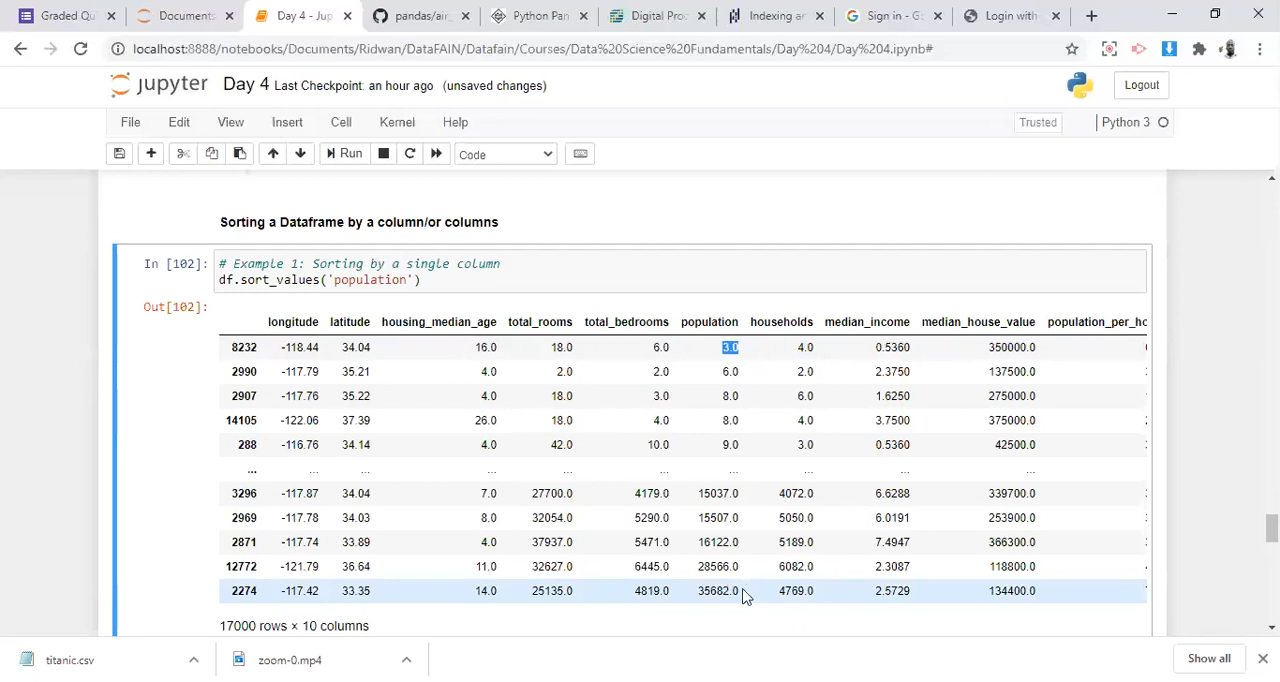 Graded Qu
Documents
Day 4 - Jup
pandas/air
Python Pan
Digital Pro
Indexing an
Sign in - G
Login with
localhost:8888/notebooks/Documents/Ridwan/DataFAIN/Datafain/Courses/Data%20Science%20Fundamentals/Day%204/Day%204.ipynb#
jupyter Day 4 Last Checkpoint: an hour ago (unsaved changes)
Logout
File Edit View Insert Cell Kernel Help
Trusted
Python 3
Run
Code
Sorting a Dataframe by a column/or columns
In [102]: # Example 1: Sorting by a single column
df.sort_values('population')
Out[102]:
longitude latitude housing_median_age total_rooms total_bedrooms population households median_income median_house_value population_per_ho
8232 -118.44 34.04 16.0 18.0 6.0 3.0 4.0 0.5360 350000.0
2990 -117.79 35.21 4.0 2.0 2.0 6.0 2.0 2.3750 137500.0
2907 -117.76 35.22 4.0 18.0 3.0 8.0 6.0 1.6250 275000.0
14105 -122.06 37.39 26.0 18.0 4.0 8.0 4.0 3.7500 375000.0
288 -116.76 34.14 4.0 42.0 10.0 9.0 3.0 0.5360 42500.0
... ... ... ... ... ... ... ... ... ...
3296 -117.87 34.04 7.0 27700.0 4179.0 15037.0 4072.0 6.6288 339700.0
2969 -117.78 34.03 8.0 32054.0 5290.0 15507.0 5050.0 6.0191 253900.0
2871 -117.74 33.89 4.0 37937.0 5471.0 16122.0 5189.0 7.4947 366300.0
12772 -121.79 36.64 11.0 32627.0 6445.0 28566.0 6082.0 2.3087 118800.0
2274 -117.42 33.35 14.0 25135.0 4819.0 35682.0 4769.0 2.5729 134400.0
17000 rows × 10 columns
titanic.csv
zoom-0.mp4
Show all